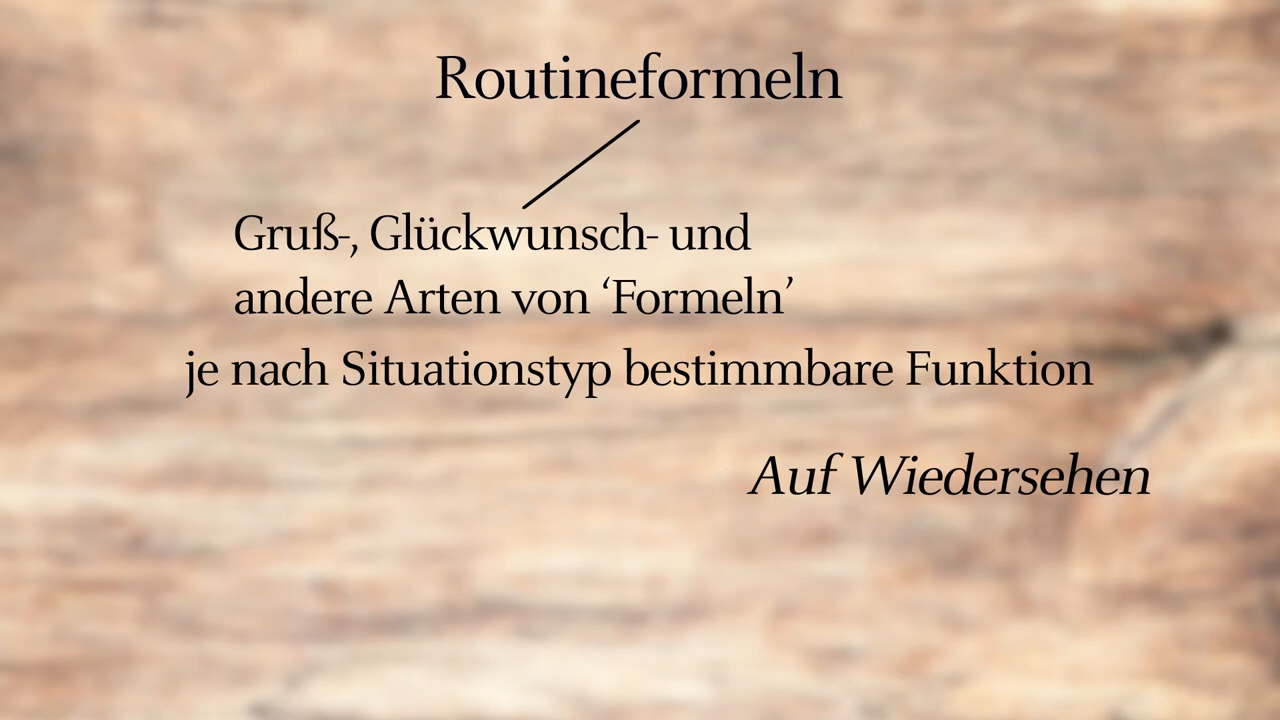 Routineformeln
Gruß-, Glückwunsch- und
andere Arten von ‘Formeln’
je nach Situationstyp bestimmbare Funktion
Auf Wiedersehen